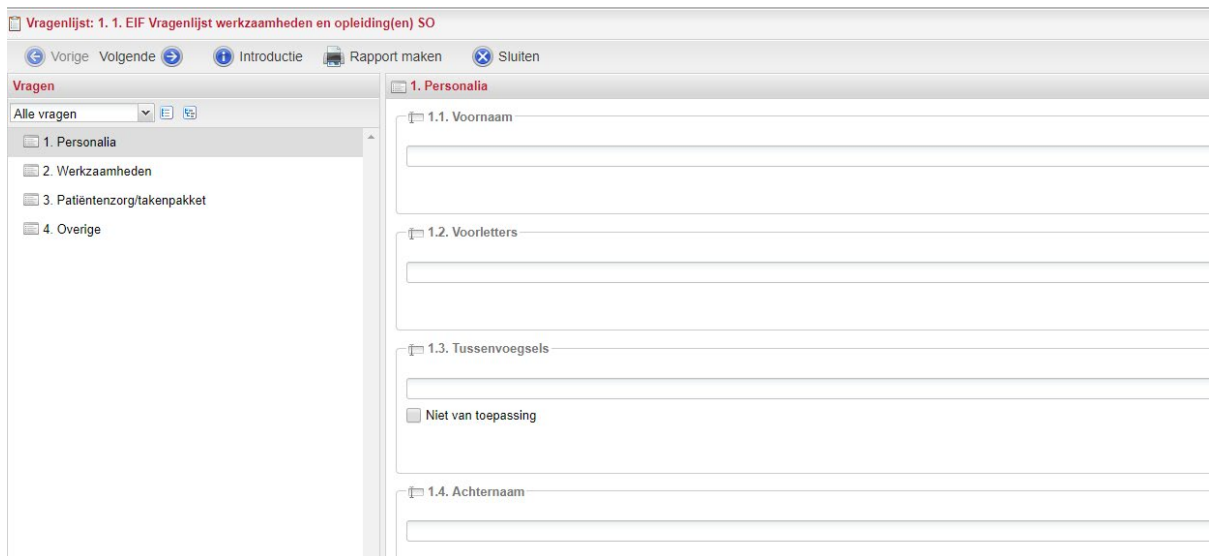 Vragenlijst: 1. 1. EIF Vragenlijst werkzaamheden en opleiding(en) SO
Vorige Volgende Introductie Rapport maken Sluiten
Vragen
Alle vragen
1. Personalia
2. Werkzaamheden
3. Patiëntenzorg/takenpakket
4. Overige
1. Personalia
1.1. Voornaam
1.2. Voorletters
1.3. Tussenvoegsels
Niet van toepassing
1.4. Achternaam